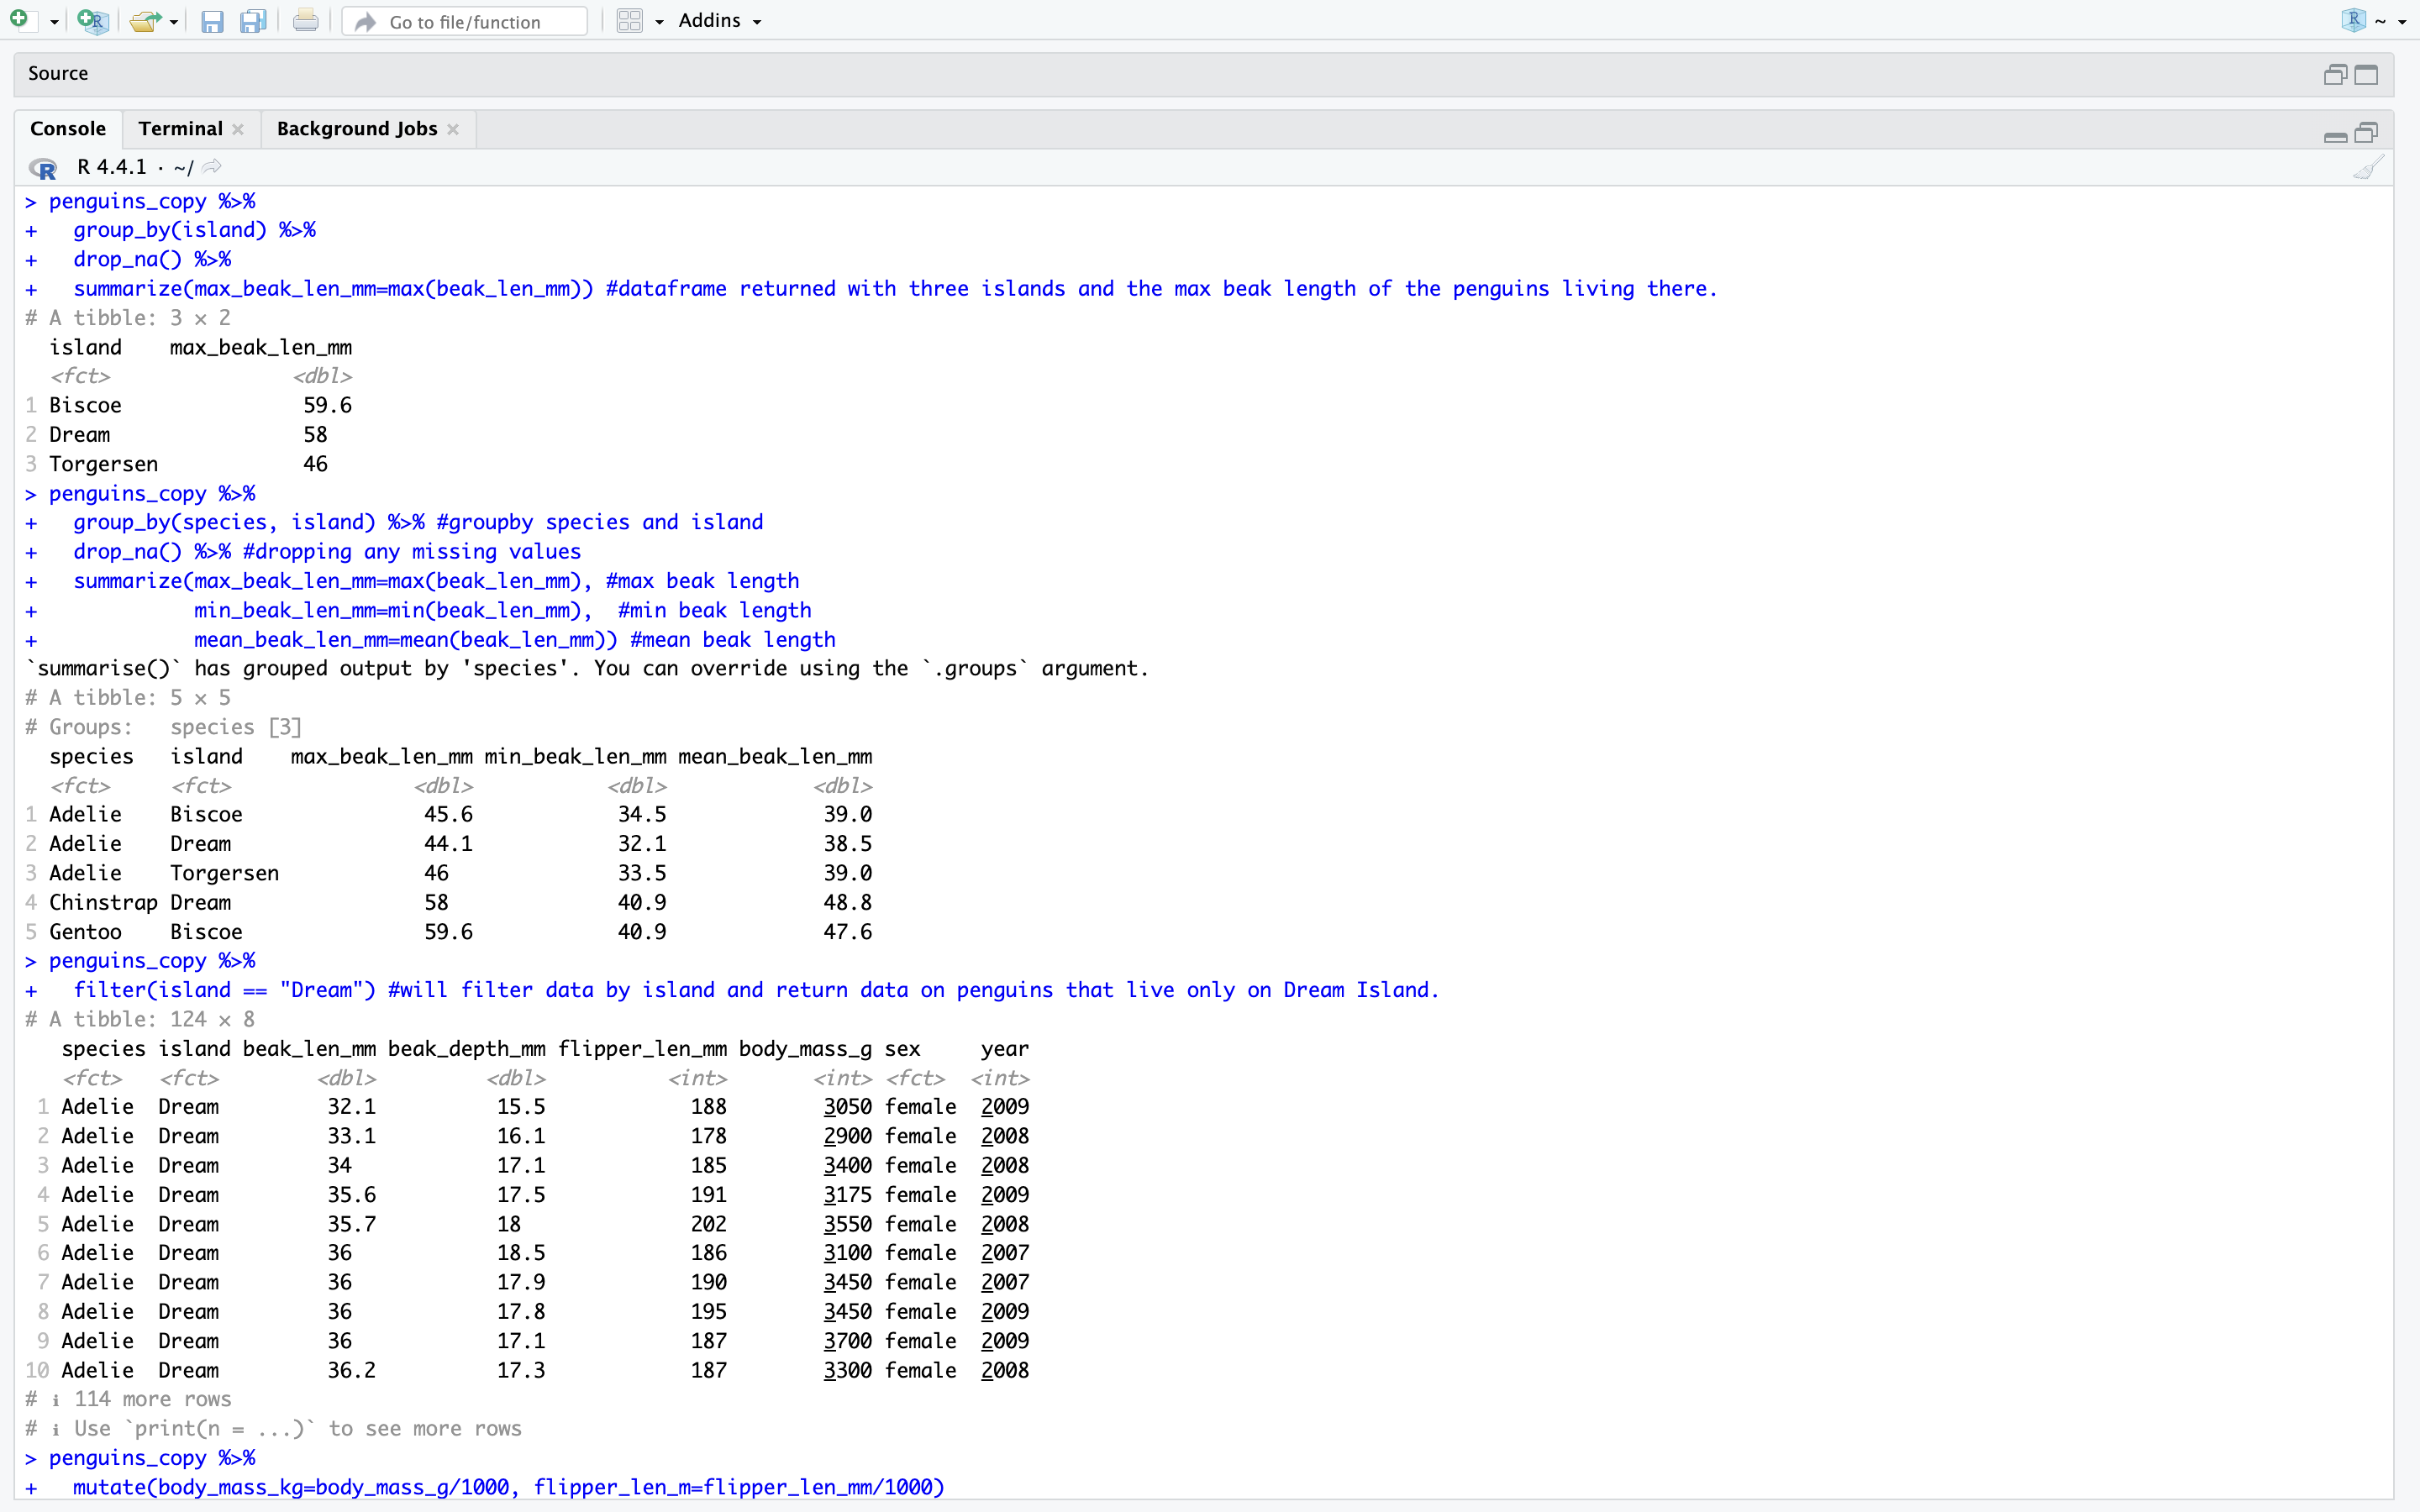 Go to file/function Addins R ~
Source
Console Terminal Background Jobs
R R 4.4.1 · ~/
> penguins_copy %>%
+   group_by(island) %>%
+   drop_na() %>%
+   summarize(max_beak_len_mm=max(beak_len_mm)) #dataframe returned with three islands and the max beak length of the penguins living there.
# A tibble: 3 × 2
  island    max_beak_len_mm
  <fct>               <dbl>
1 Biscoe               59.6
2 Dream                58
3 Torgersen            46
> penguins_copy %>%
+   group_by(species, island) %>% #groupby species and island
+   drop_na() %>% #dropping any missing values
+   summarize(max_beak_len_mm=max(beak_len_mm), #max beak length
+             min_beak_len_mm=min(beak_len_mm),  #min beak length
+             mean_beak_len_mm=mean(beak_len_mm)) #mean beak length
`summarise()` has grouped output by 'species'. You can override using the `.groups` argument.
# A tibble: 5 × 5
# Groups:   species [3]
  species   island    max_beak_len_mm min_beak_len_mm mean_beak_len_mm
  <fct>     <fct>               <dbl>           <dbl>            <dbl>
1 Adelie    Biscoe               45.6            34.5             39.0
2 Adelie    Dream                44.1            32.1             38.5
3 Adelie    Torgersen            46              33.5             39.0
4 Chinstrap Dream                58              40.9             48.8
5 Gentoo    Biscoe               59.6            40.9             47.6
> penguins_copy %>%
+   filter(island == "Dream") #will filter data by island and return data on penguins that live only on Dream Island.
# A tibble: 124 × 8
   species island beak_len_mm beak_depth_mm flipper_len_mm body_mass_g sex    year
   <fct>   <fct>        <dbl>         <dbl>          <int>       <int> <fct>  <int>
 1 Adelie  Dream         32.1          15.5            188        3050 female  2009
 2 Adelie  Dream         33.1          16.1            178        2900 female  2008
 3 Adelie  Dream         34            17.1            185        3400 female  2008
 4 Adelie  Dream         35.6          17.5            191        3175 female  2009
 5 Adelie  Dream         35.7          18              202        3550 female  2008
 6 Adelie  Dream         36            18.5            186        3100 female  2007
 7 Adelie  Dream         36            17.9            190        3450 female  2007
 8 Adelie  Dream         36            17.8            195        3450 female  2009
 9 Adelie  Dream         36            17.1            187        3700 female  2009
10 Adelie  Dream         36.2          17.3            187        3300 female  2008
# ℹ 114 more rows
# ℹ Use `print(n = ...)` to see more rows
> penguins_copy %>%
+   mutate(body_mass_kg=body_mass_g/1000, flipper_len_m=flipper_len_mm/1000)